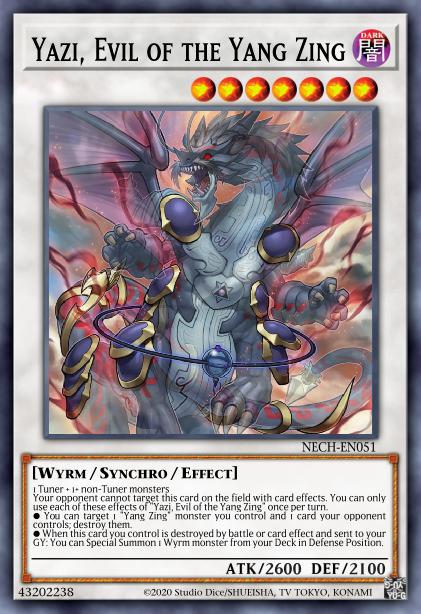 YAZI, EVIL OF THE YANG ZING
DARK
闇
NECH-EN051
[WYRM / SYNCHRO / EFFECT]
1 Tuner + 1+ non-Tuner monsters
Your opponent cannot target this card on the field with card effects. You can only
use each of these effects of "Yazi, Evil of the Yang Zing" once per turn.
● You can target 1 "Yang Zing" monster you control and 1 card your opponent
controls; destroy them.
● When this card you control is destroyed by battle or card effect and sent to your
GY: You can Special Summon 1 Wyrm monster from your Deck in Defense Position.
ATK/2600 DEF/2100
43202238
©2020 Studio Dice/SHUEISHA, TV TOKYO, KONAMI